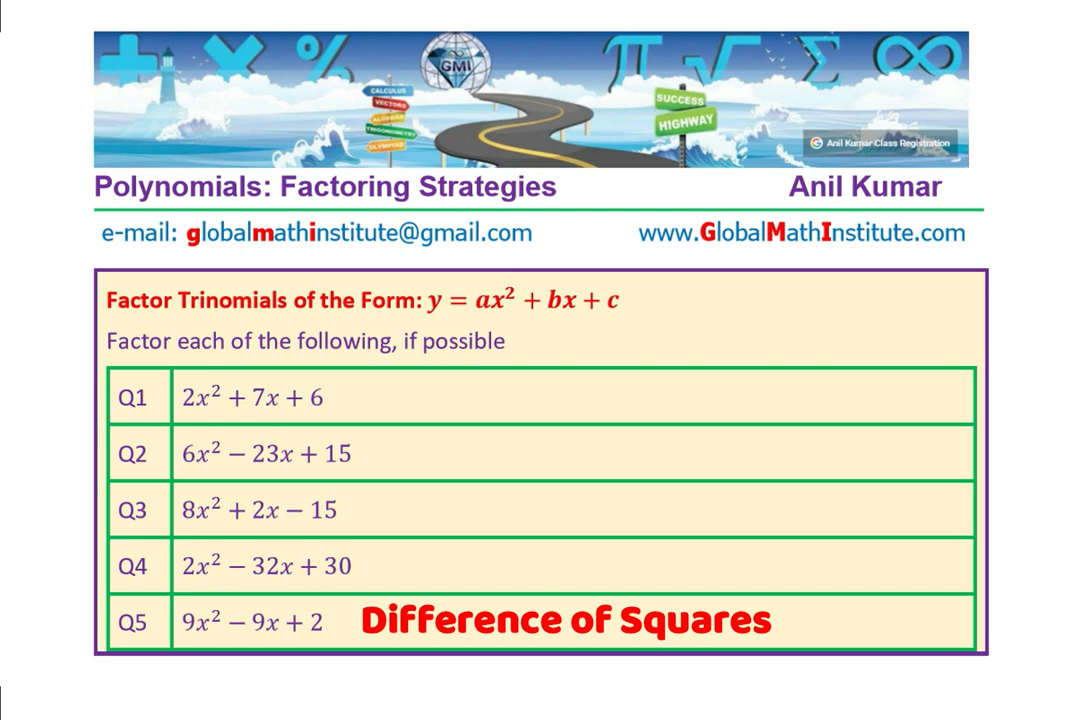 + × % π √ Σ ∞
GMI
CALCULUS
VECTORS
ALGEBRA
TRIGONOMETRY
OLYMPIAD
SUCCESS
HIGHWAY
G Anil Kumar Class Registration
Polynomials: Factoring Strategies Anil Kumar
e-mail: globalmathinstitute@gmail.com www.GlobalMathInstitute.com
Factor Trinomials of the Form: y = ax² + bx + c
Factor each of the following, if possible
Q1 2x² + 7x + 6
Q2 6x² − 23x + 15
Q3 8x² + 2x − 15
Q4 2x² − 32x + 30
Q5 9x² − 9x + 2 Difference of Squares